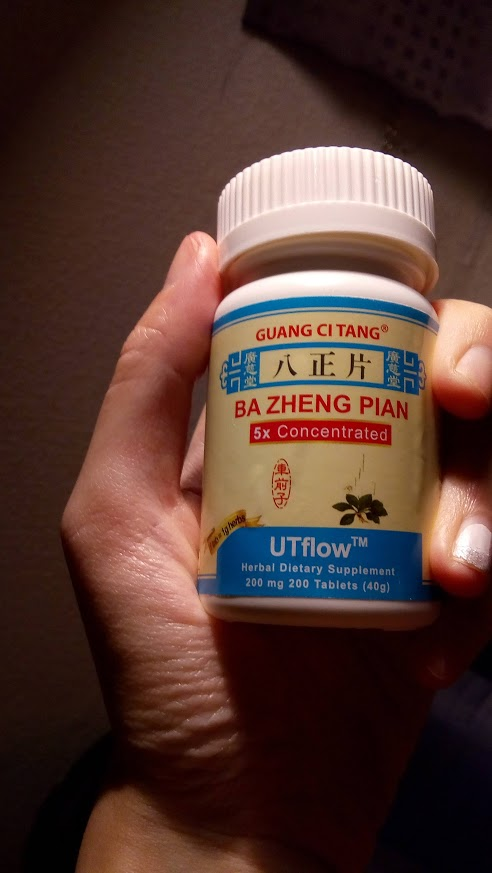 GUANG CI TANG®
廣慈堂 八正片 廣慈堂
BA ZHENG PIAN
5x Concentrated
車前子
UTflow™
Herbal Dietary Supplement
200 mg 200 Tablets (40g)